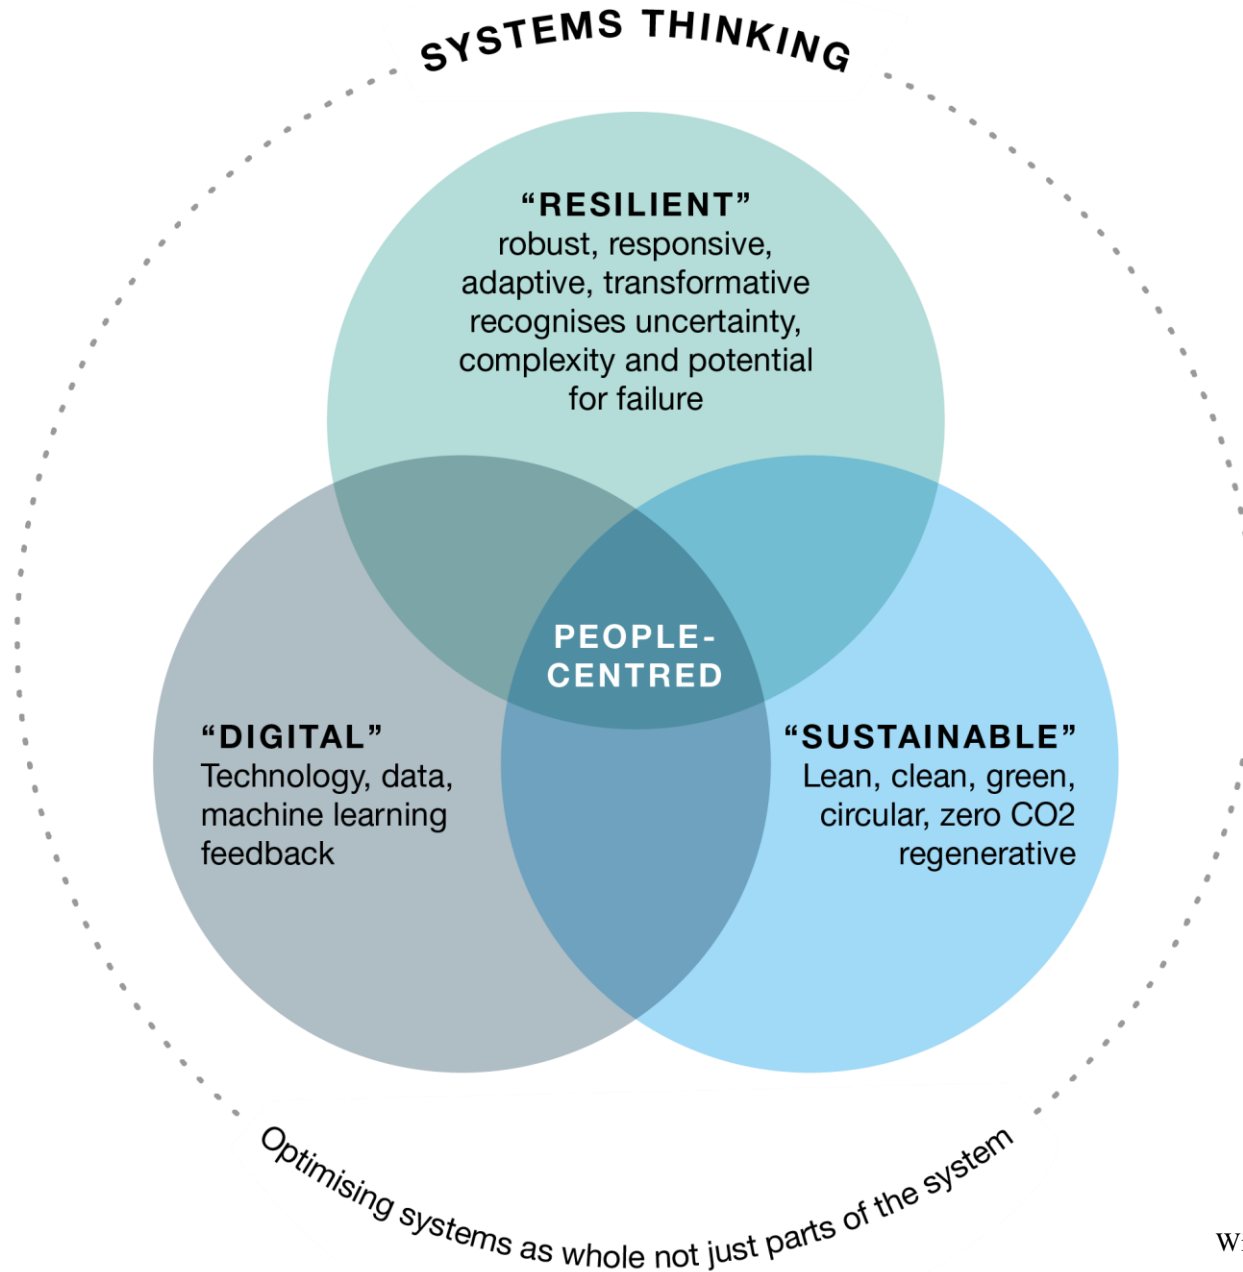 SYSTEMS THINKING
“RESILIENT”
robust, responsive,
adaptive, transformative
recognises uncertainty,
complexity and potential
for failure
PEOPLE-
CENTRED
“DIGITAL”
Technology, data,
machine learning
feedback
“SUSTAINABLE”
Lean, clean, green,
circular, zero CO2
regenerative
Optimising systems as whole not just parts of the system